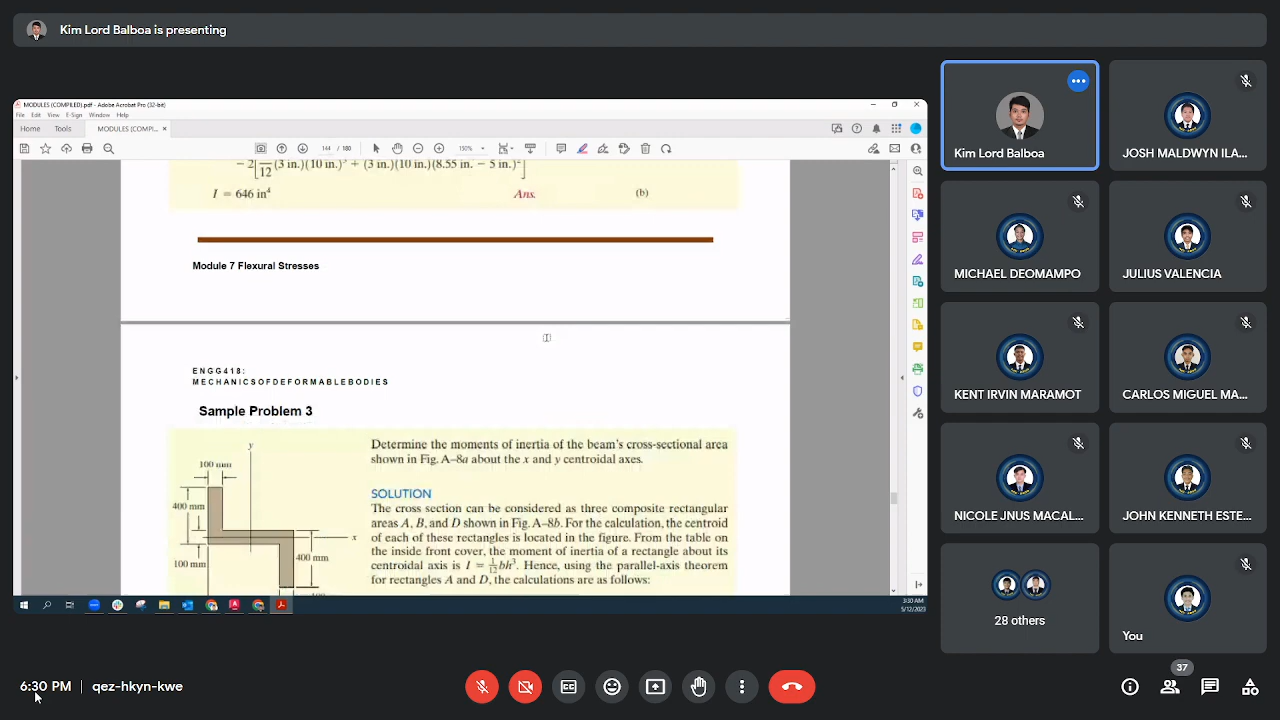 Kim Lord Balboa is presenting
MODULES (COMPILED).pdf - Adobe Acrobat Pro (32-bit)
File Edit View E-Sign Window Help
Home Tools MODULES (COMPI... ×
144 / 180 150%
- 2[1/12 (3 in.)(10 in.)³ + (3 in.)(10 in.)(8.55 in. − 5 in.)²]
I = 646 in⁴ Ans. (b)
Module 7 Flexural Stresses
ENGG418:
MECHANICSOFDEFORMABLEBODIES
Sample Problem 3
y
100 mm
400 mm
x
100 mm
400 mm
Determine the moments of inertia of the beam's cross-sectional area
shown in Fig. A–8a about the x and y centroidal axes.
SOLUTION
The cross section can be considered as three composite rectangular
areas A, B, and D shown in Fig. A–8b. For the calculation, the centroid
of each of these rectangles is located in the figure. From the table on
the inside front cover, the moment of inertia of a rectangle about its
centroidal axis is I = 1/12 bh³. Hence, using the parallel-axis theorem
for rectangles A and D, the calculations are as follows:
3:30 AM
5/12/2023
Kim Lord Balboa
JOSH MALDWYN ILA...
MICHAEL DEOMAMPO
JULIUS VALENCIA
KENT IRVIN MARAMOT
CARLOS MIGUEL MA...
NICOLE JNUS MACAL...
JOHN KENNETH ESTE...
28 others
You
6:30 PM | qez-hkyn-kwe
37